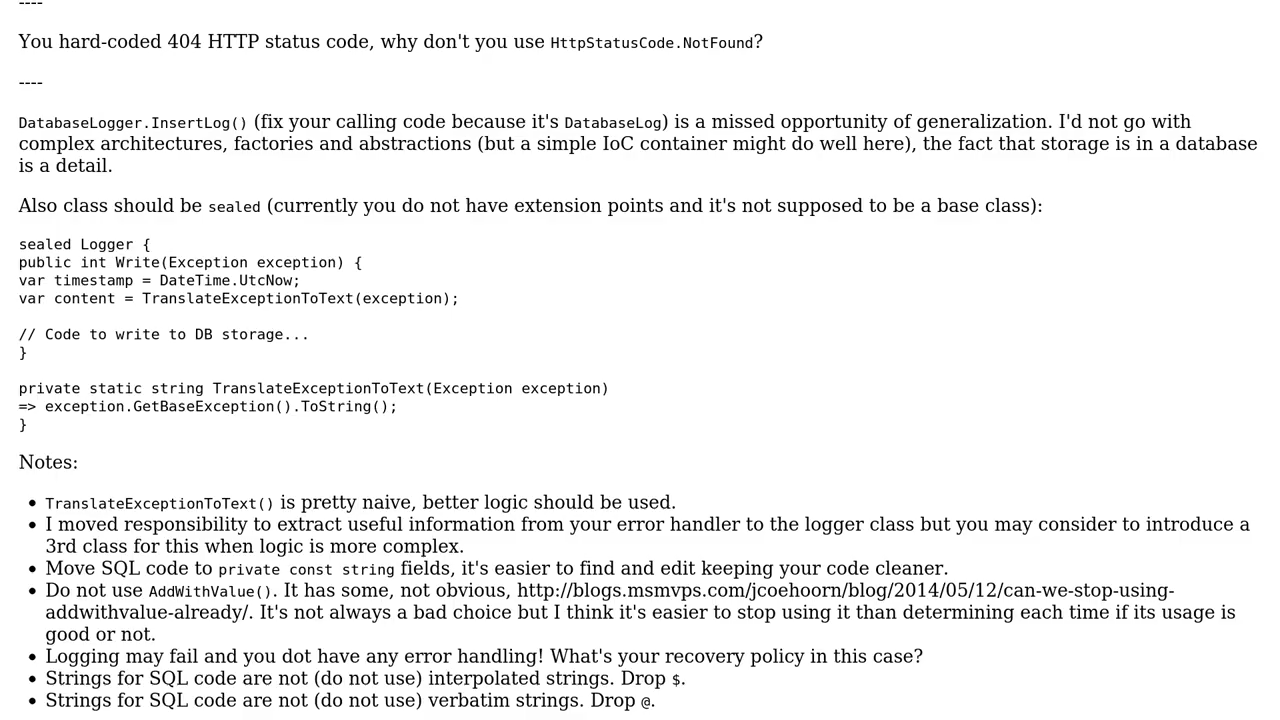 ----
You hard-coded 404 HTTP status code, why don't you use HttpStatusCode.NotFound?
----
DatabaseLogger.InsertLog() (fix your calling code because it's DatabaseLog) is a missed opportunity of generalization. I'd not go with
complex architectures, factories and abstractions (but a simple IoC container might do well here), the fact that storage is in a database
is a detail.
Also class should be sealed (currently you do not have extension points and it's not supposed to be a base class):
sealed Logger {
public int Write(Exception exception) {
var timestamp = DateTime.UtcNow;
var content = TranslateExceptionToText(exception);
// Code to write to DB storage...
}
private static string TranslateExceptionToText(Exception exception)
=> exception.GetBaseException().ToString();
}
Notes:
• TranslateExceptionToText() is pretty naive, better logic should be used.
• I moved responsibility to extract useful information from your error handler to the logger class but you may consider to introduce a
3rd class for this when logic is more complex.
• Move SQL code to private const string fields, it's easier to find and edit keeping your code cleaner.
• Do not use AddWithValue(). It has some, not obvious, http://blogs.msmvps.com/jcoehoorn/blog/2014/05/12/can-we-stop-using-
addwithvalue-already/. It's not always a bad choice but I think it's easier to stop using it than determining each time if its usage is
good or not.
• Logging may fail and you dot have any error handling! What's your recovery policy in this case?
• Strings for SQL code are not (do not use) interpolated strings. Drop $.
• Strings for SQL code are not (do not use) verbatim strings. Drop @.